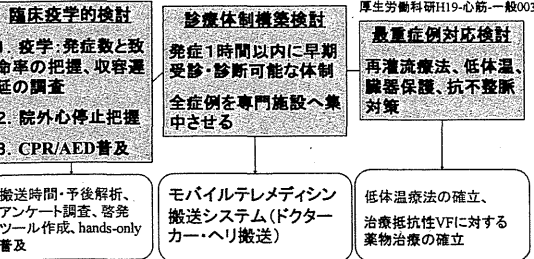 厚生労働科研H19-心筋-一般003
臨床疫学的検討
1. 疫学:発症数と致
命率の把握、収容遅
延の調査
2. 院外心停止把握
3. CPR/AED普及
搬送時間・予後解析、
アンケート調査、啓発
ツール作成、hands-only
普及
診療体制構築検討
発症1時間以内に早期
受診・診断可能な体制
全症例を専門施設へ集
中させる
モバイルテレメディシン
搬送システム(ドクター
カー・ヘリ搬送)
最重症例対応検討
再灌流療法、低体温、
臓器保護、抗不整脈
対策
低体温療法の確立、
治療抵抗性VFに対する
薬物治療の確立